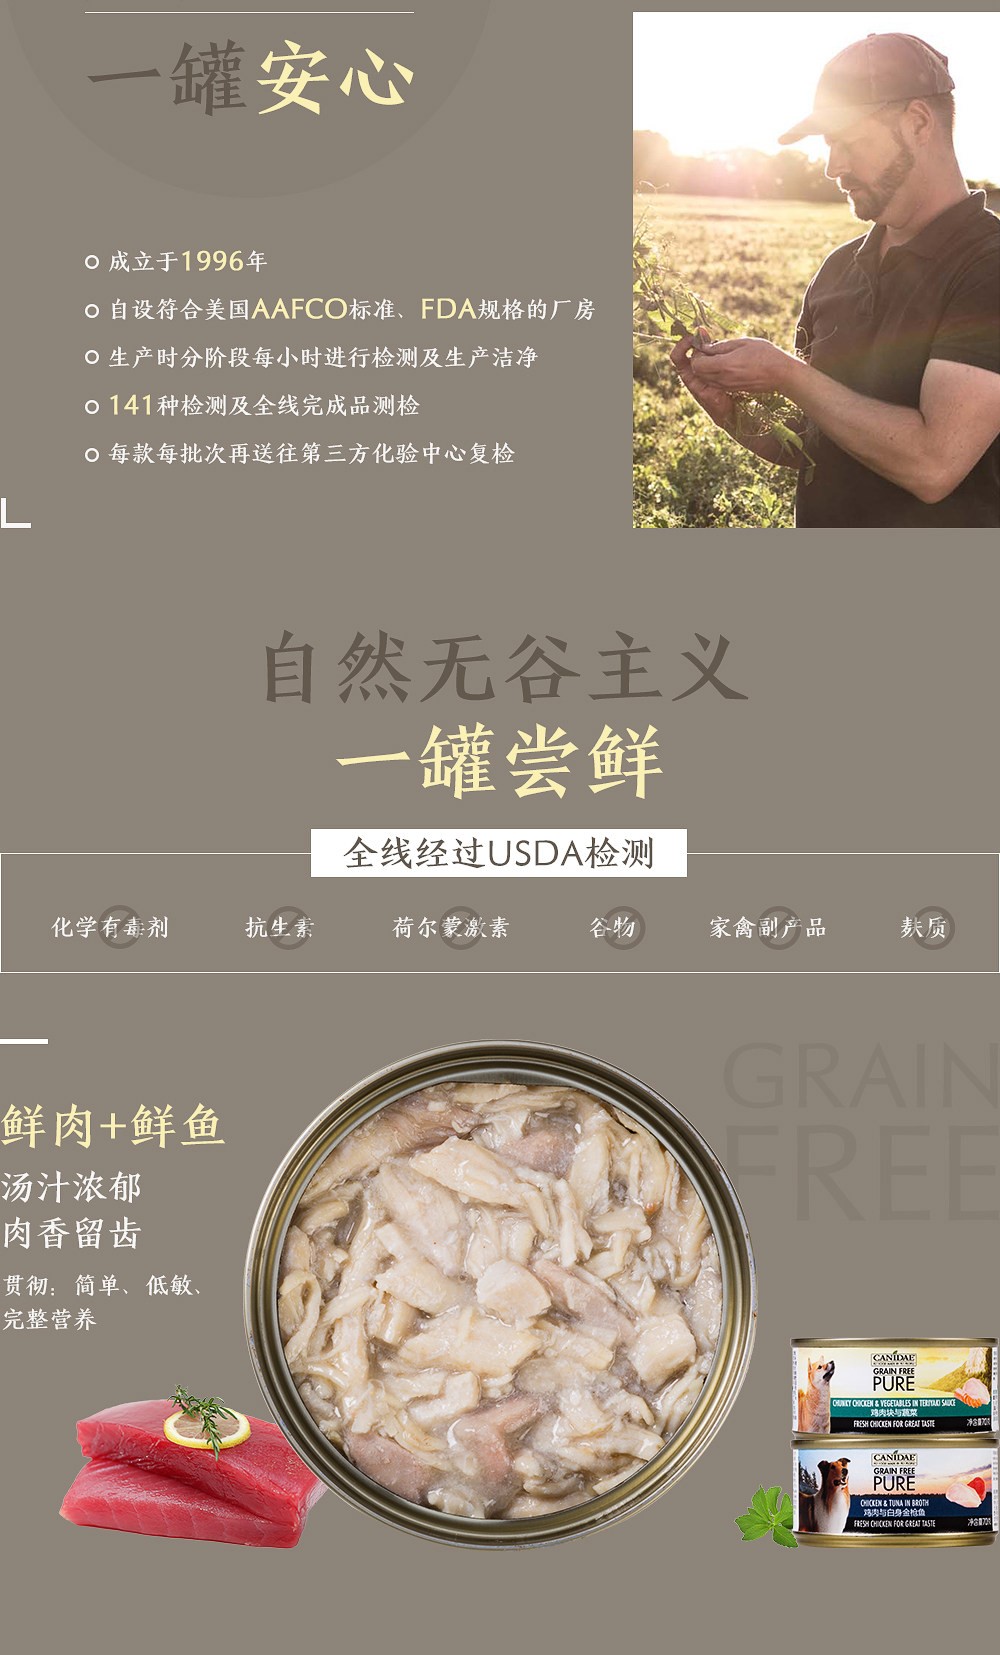 一罐安心
成立于1996年
自设符合美国AAFCO标准、FDA规格的厂房
生产时分阶段每小时进行检测及生产洁净
141种检测及全线完成品测检
每款每批次再送往第三方化验中心复检
自然无谷主义
一罐尝鲜
全线经过USDA检测
化学有毒剂 抗生素 荷尔蒙激素 谷物 家禽副产品 麸质
GRAIN
FREE
鲜肉+鲜鱼
汤汁浓郁
肉香留齿
贯彻：简单、低敏、
完整营养
CANIDAE
GRAIN FREE
PURE
CHUNKY CHICKEN & VEGETABLES IN TERIYAKI SAUCE
鸡肉块与蔬菜
FRESH CHICKEN FOR GREAT TASTE
净含量70克
CANIDAE
GRAIN FREE
PURE
CHICKEN & TUNA IN BROTH
鸡肉与白身金枪鱼
FRESH CHICKEN FOR GREAT TASTE
净含量70克